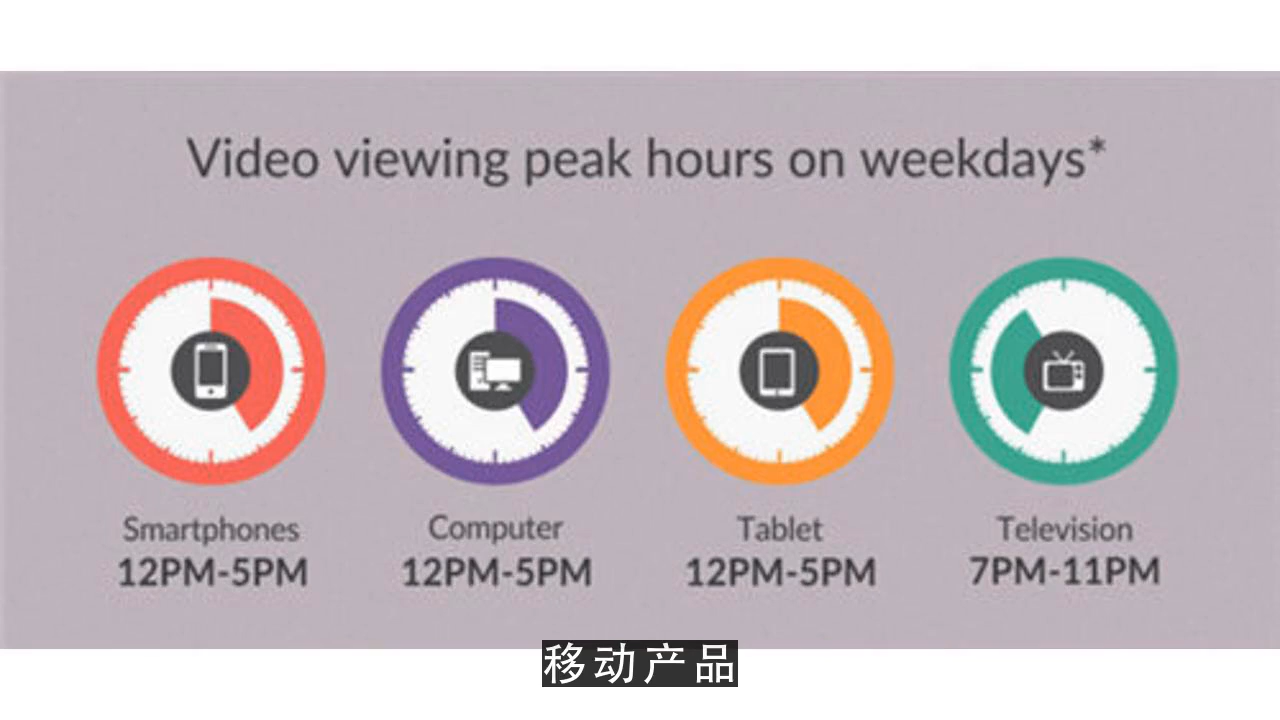 Video viewing peak hours on weekdays*
Smartphones
12PM-5PM
Computer
12PM-5PM
Tablet
12PM-5PM
Television
7PM-11PM
移动产品